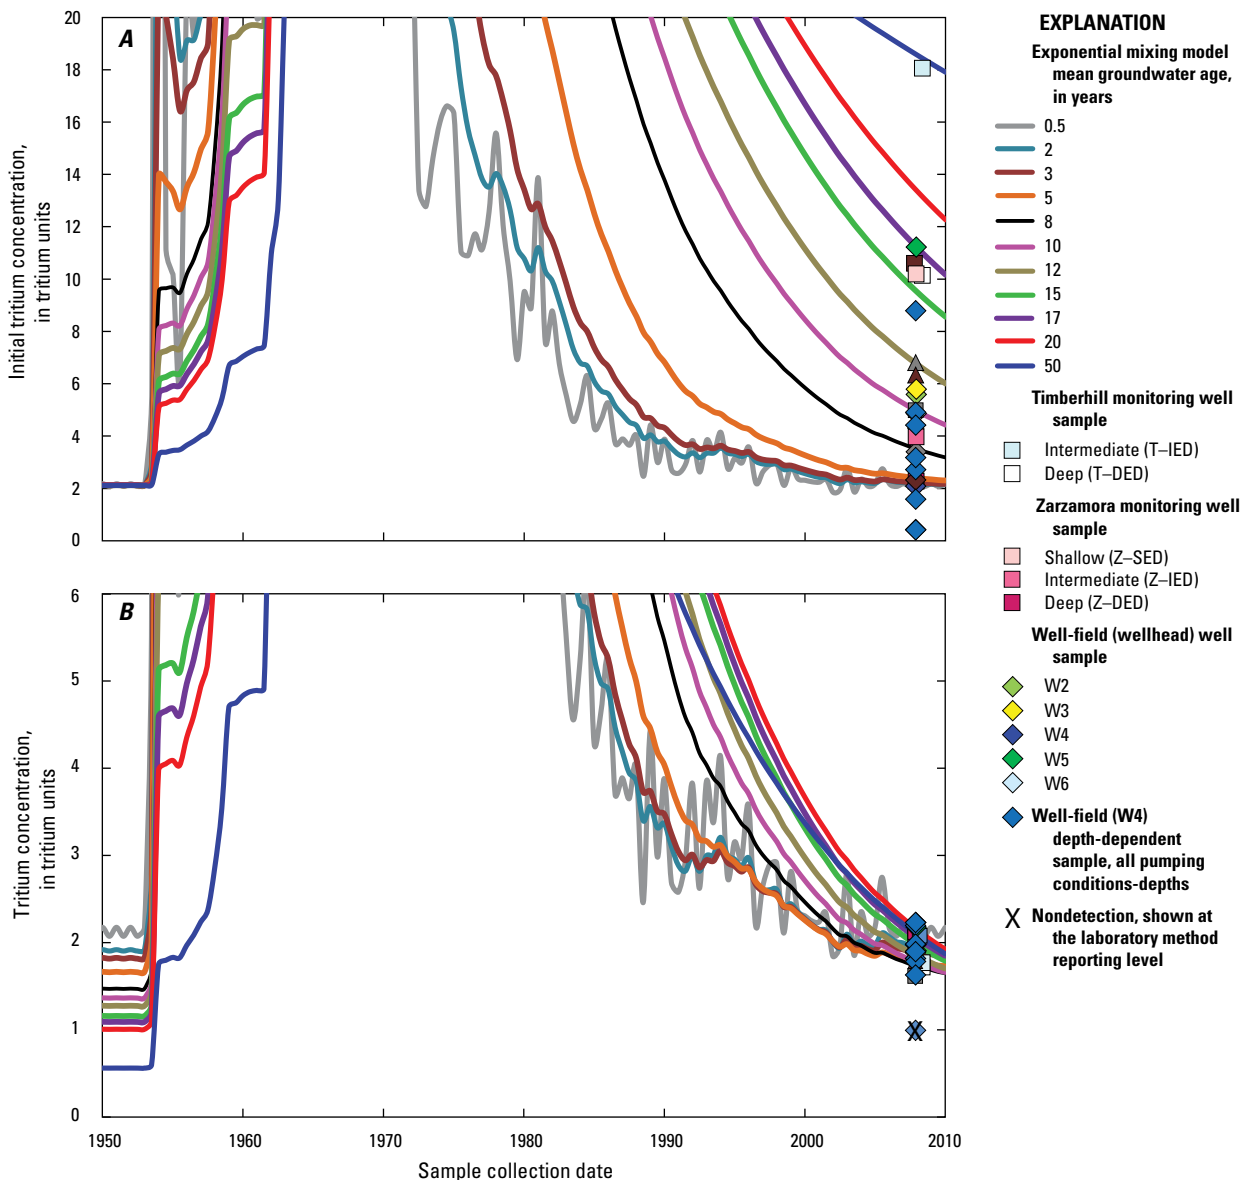 A
20
18
16
14
12
10
8
6
4
2
0
Initial tritium concentration,
in tritium units
B
6
5
4
3
2
1
0
Tritium concentration,
in tritium units
1950
1960
1970
1980
1990
2000
2010
Sample collection date
EXPLANATION
Exponential mixing model
mean groundwater age,
in years
0.5
2
3
5
8
10
12
15
17
20
50
Timberhill monitoring well
sample
Intermediate (T–IED)
Deep (T–DED)
Zarzamora monitoring well
sample
Shallow (Z–SED)
Intermediate (Z–IED)
Deep (Z–DED)
Well-field (wellhead) well
sample
W2
W3
W4
W5
W6
Well-field (W4)
depth-dependent
sample, all pumping
conditions-depths
X Nondetection, shown at
the laboratory method
reporting level
X